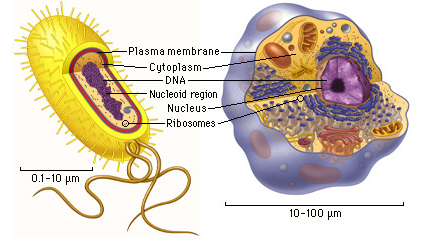 Plasma membrane
Cytoplasm
DNA
Nucleoid region
Nucleus
Ribosomes
0.1–10 µm
10–100 µm